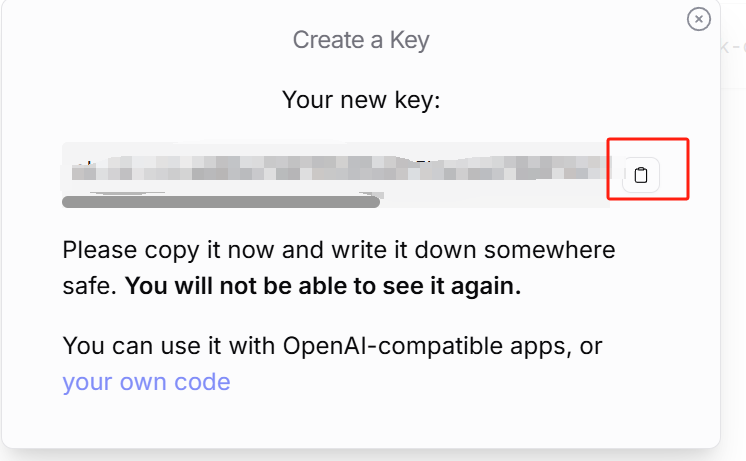 Create a Key
Your new key:
Please copy it now and write it down somewhere
safe. You will not be able to see it again.
You can use it with OpenAI-compatible apps, or
your own code